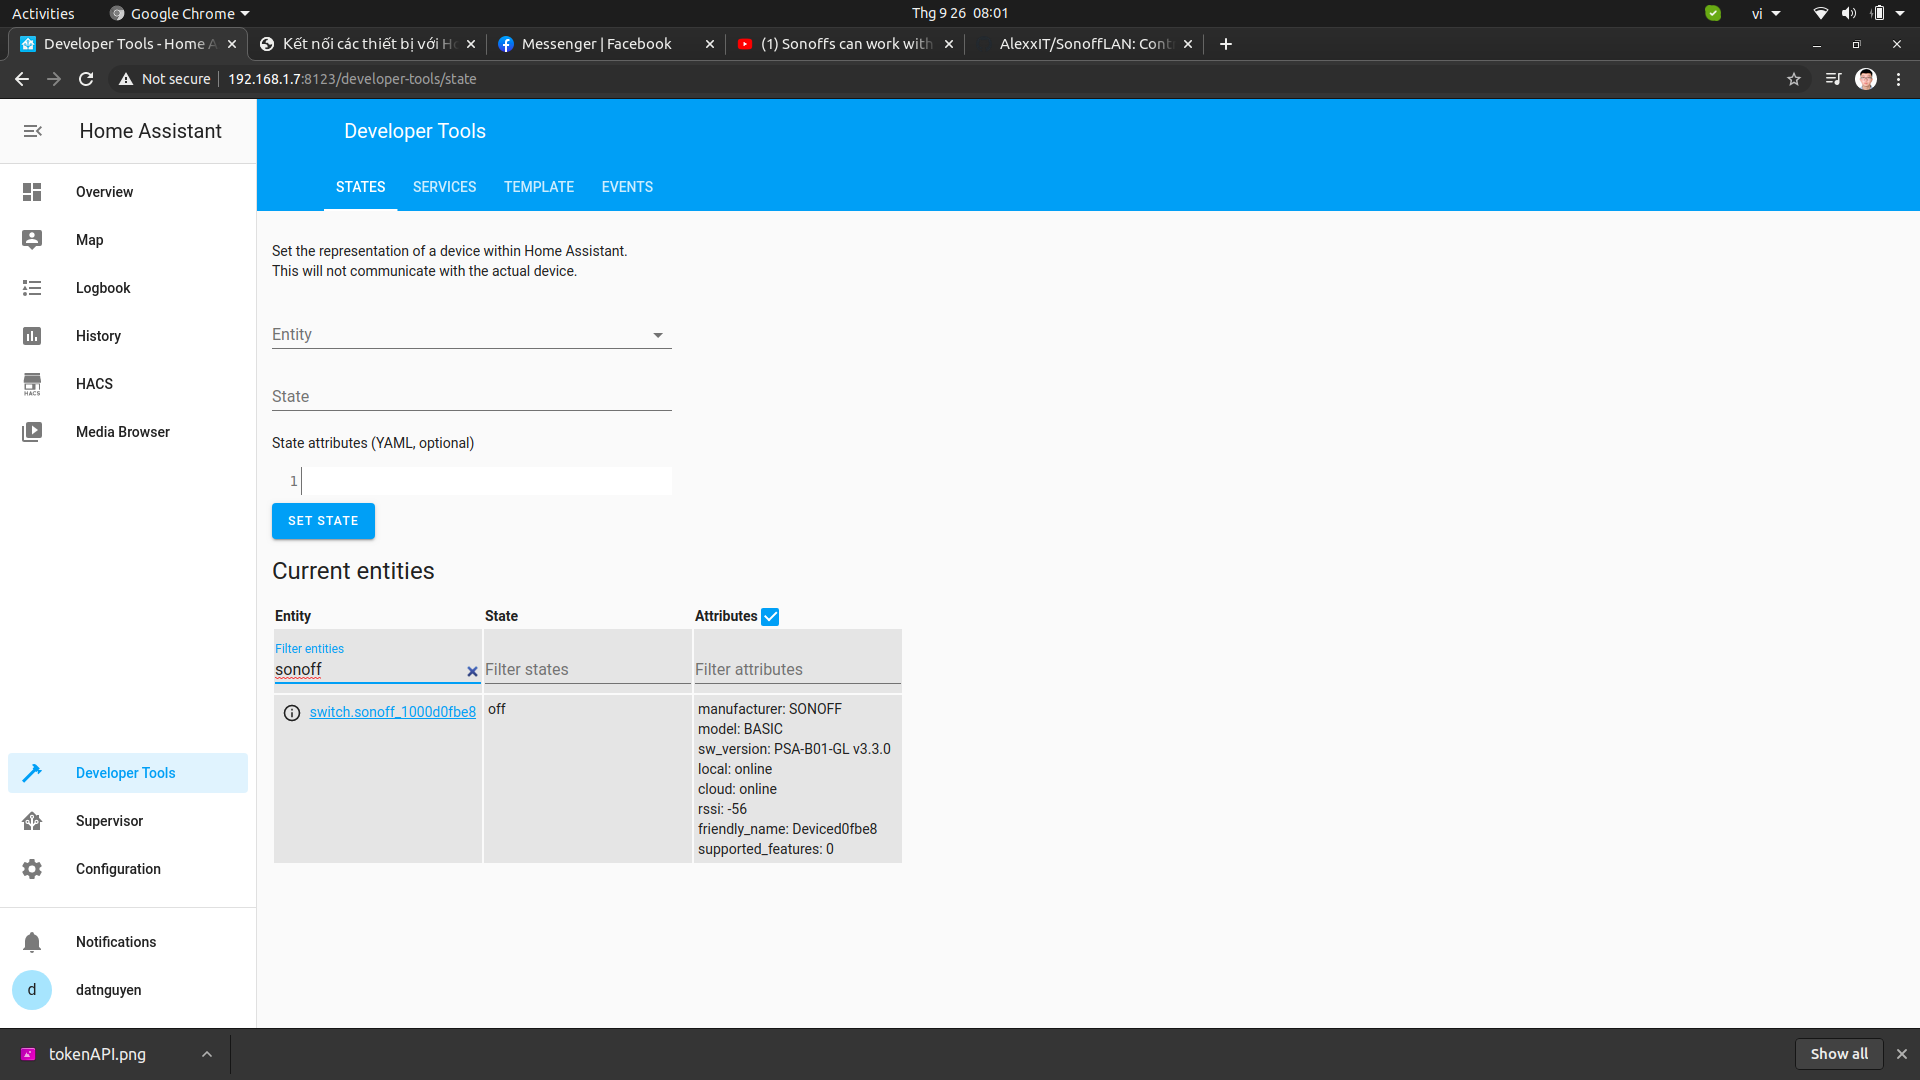 Activities
Google Chrome
Thg 9 26 08:01
vi
Developer Tools - Home A
Kết nối các thiết bị với Ho
Messenger | Facebook
(1) Sonoffs can work with
AlexxIT/SonoffLAN: Cont
Not secure
192.168.1.7:8123/developer-tools/state
Home Assistant
Developer Tools
STATES
SERVICES
TEMPLATE
EVENTS
Overview
Map
Logbook
History
HACS
HACS
Media Browser
Developer Tools
Supervisor
Configuration
Notifications
d
datnguyen
Set the representation of a device within Home Assistant.
This will not communicate with the actual device.
Entity
State
State attributes (YAML, optional)
1
SET STATE
Current entities
Entity
State
Attributes
Filter entities
sonoff
Filter states
Filter attributes
switch.sonoff_1000d0fbe8
off
manufacturer: SONOFF
model: BASIC
sw_version: PSA-B01-GL v3.3.0
local: online
cloud: online
rssi: -56
friendly_name: Deviced0fbe8
supported_features: 0
tokenAPI.png
Show all